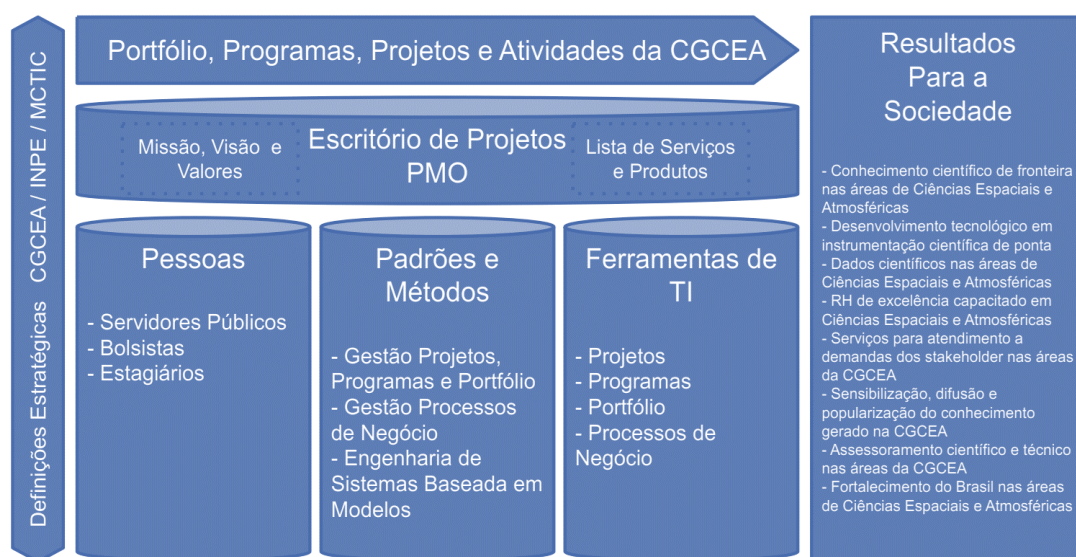 Definições Estratégicas  CGCEA / INPE / MCTIC
Portfólio, Programas, Projetos e Atividades da CGCEA
Missão, Visão e
Valores
Escritório de Projetos
PMO
Lista de Serviços
e Produtos
Pessoas
- Servidores Públicos
- Bolsistas
- Estagiários
Padrões e
Métodos
- Gestão Projetos,
Programas e Portfólio
- Gestão Processos
de Negócio
- Engenharia de
Sistemas Baseada em
Modelos
Ferramentas de
TI
- Projetos
- Programas
- Portfólio
- Processos de
Negócio
Resultados
Para a
Sociedade
- Conhecimento científico de fronteira
nas áreas de Ciências Espaciais e
Atmosféricas
- Desenvolvimento tecnológico em
instrumentação científica de ponta
- Dados científicos nas áreas de
Ciências Espaciais e Atmosféricas
- RH de excelência capacitado em
Ciências Espaciais e Atmosféricas
- Serviços para atendimento a
demandas dos stakeholder nas áreas
da CGCEA
- Sensibilização, difusão e
popularização do conhecimento
gerado na CGCEA
- Assessoramento científico e técnico
nas áreas da CGCEA
- Fortalecimento do Brasil nas áreas
de Ciências Espaciais e Atmosféricas